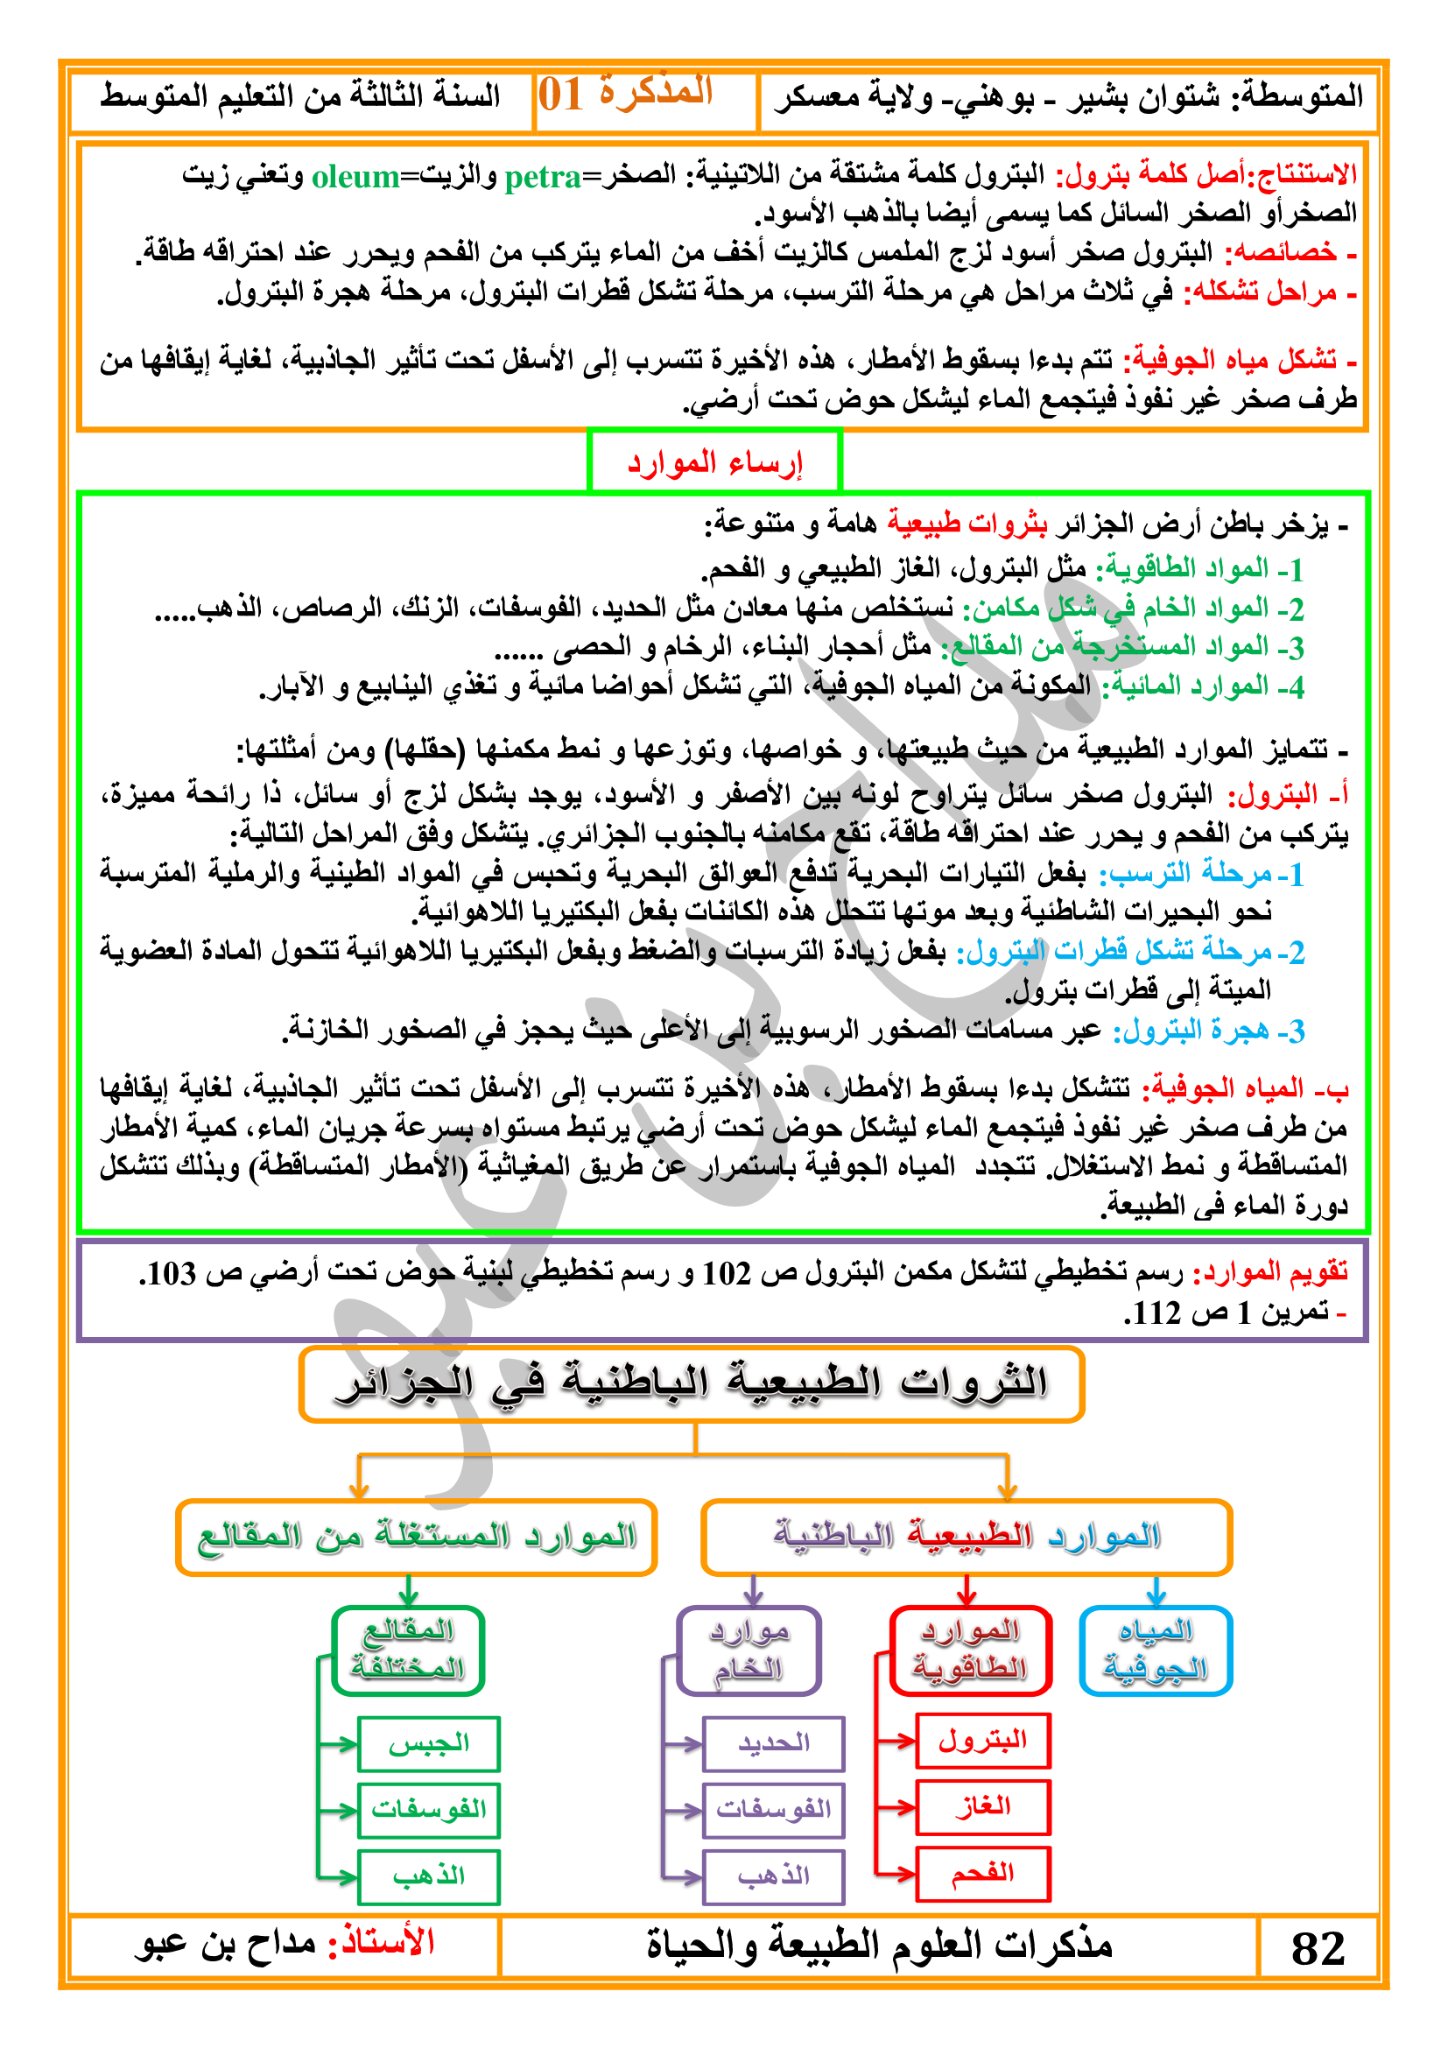 المتوسطة: شتوان بشير - بوهني- ولاية معسكر
المذكرة 01
السنة الثالثة من التعليم المتوسط
الاستنتاج:أصل كلمة بترول: البترول كلمة مشتقة من اللاتينية: الصخر=petra والزيت=oleum وتعني زيت
الصخرأو الصخر السائل كما يسمى أيضا بالذهب الأسود.
- خصائصه: البترول صخر أسود لزج الملمس كالزيت أخف من الماء يتركب من الفحم ويحرر عند احتراقه طاقة.
- مراحل تشكله: في ثلاث مراحل هي مرحلة الترسب، مرحلة تشكل قطرات البترول، مرحلة هجرة البترول.
- تشكل مياه الجوفية: تتم بدءا بسقوط الأمطار، هذه الأخيرة تتسرب إلى الأسفل تحت تأثير الجاذبية، لغاية إيقافها من
طرف صخر غير نفوذ فيتجمع الماء ليشكل حوض تحت أرضي.
إرساء الموارد
- يزخر باطن أرض الجزائر بثروات طبيعية هامة و متنوعة:
1- المواد الطاقوية: مثل البترول، الغاز الطبيعي و الفحم.
2- المواد الخام في شكل مكامن: نستخلص منها معادن مثل الحديد، الفوسفات، الزنك، الرصاص، الذهب.....
3- المواد المستخرجة من المقالع: مثل أحجار البناء، الرخام و الحصى ......
4- الموارد المائية: المكونة من المياه الجوفية، التي تشكل أحواضا مائية و تغذي الينابيع و الآبار.
- تتمايز الموارد الطبيعية من حيث طبيعتها، و خواصها، وتوزعها و نمط مكمنها (حقلها) ومن أمثلتها:
أ- البترول: البترول صخر سائل يتراوح لونه بين الأصفر و الأسود، يوجد بشكل لزج أو سائل، ذا رائحة مميزة،
يتركب من الفحم و يحرر عند احتراقه طاقة، تقع مكامنه بالجنوب الجزائري. يتشكل وفق المراحل التالية:
1- مرحلة الترسب: بفعل التيارات البحرية تدفع العوالق البحرية وتحبس في المواد الطينية والرملية المترسبة
نحو البحيرات الشاطئية وبعد موتها تتحلل هذه الكائنات بفعل البكتيريا اللاهوائية.
2- مرحلة تشكل قطرات البترول: بفعل زيادة الترسبات والضغط وبفعل البكتيريا اللاهوائية تتحول المادة العضوية
الميتة إلى قطرات بترول.
3- هجرة البترول: عبر مسامات الصخور الرسوبية إلى الأعلى حيث يحجز في الصخور الخازنة.
ب- المياه الجوفية: تتشكل بدءا بسقوط الأمطار، هذه الأخيرة تتسرب إلى الأسفل تحت تأثير الجاذبية، لغاية إيقافها
من طرف صخر غير نفوذ فيتجمع الماء ليشكل حوض تحت أرضي يرتبط مستواه بسرعة جريان الماء، كمية الأمطار
المتساقطة و نمط الاستغلال. تتجدد المياه الجوفية باستمرار عن طريق المغياثية (الأمطار المتساقطة) وبذلك تتشكل
دورة الماء في الطبيعة.
تقويم الموارد: رسم تخطيطي لتشكل مكمن البترول ص 102 و رسم تخطيطي لبنية حوض تحت أرضي ص 103.
- تمرين 1 ص 112.
الثروات الطبيعية الباطنية في الجزائر
الموارد الطبيعية الباطنية
الموارد المستغلة من المقالع
المياه
الجوفية
الموارد
الطاقوية
موارد
الخام
المقالع
المختلفة
البترول
الحديد
الجبس
الغاز
الفوسفات
الفوسفات
الفحم
الذهب
الذهب
82
مذكرات العلوم الطبيعة والحياة
الأستاذ: مداح بن عبو
مداح بن عبو